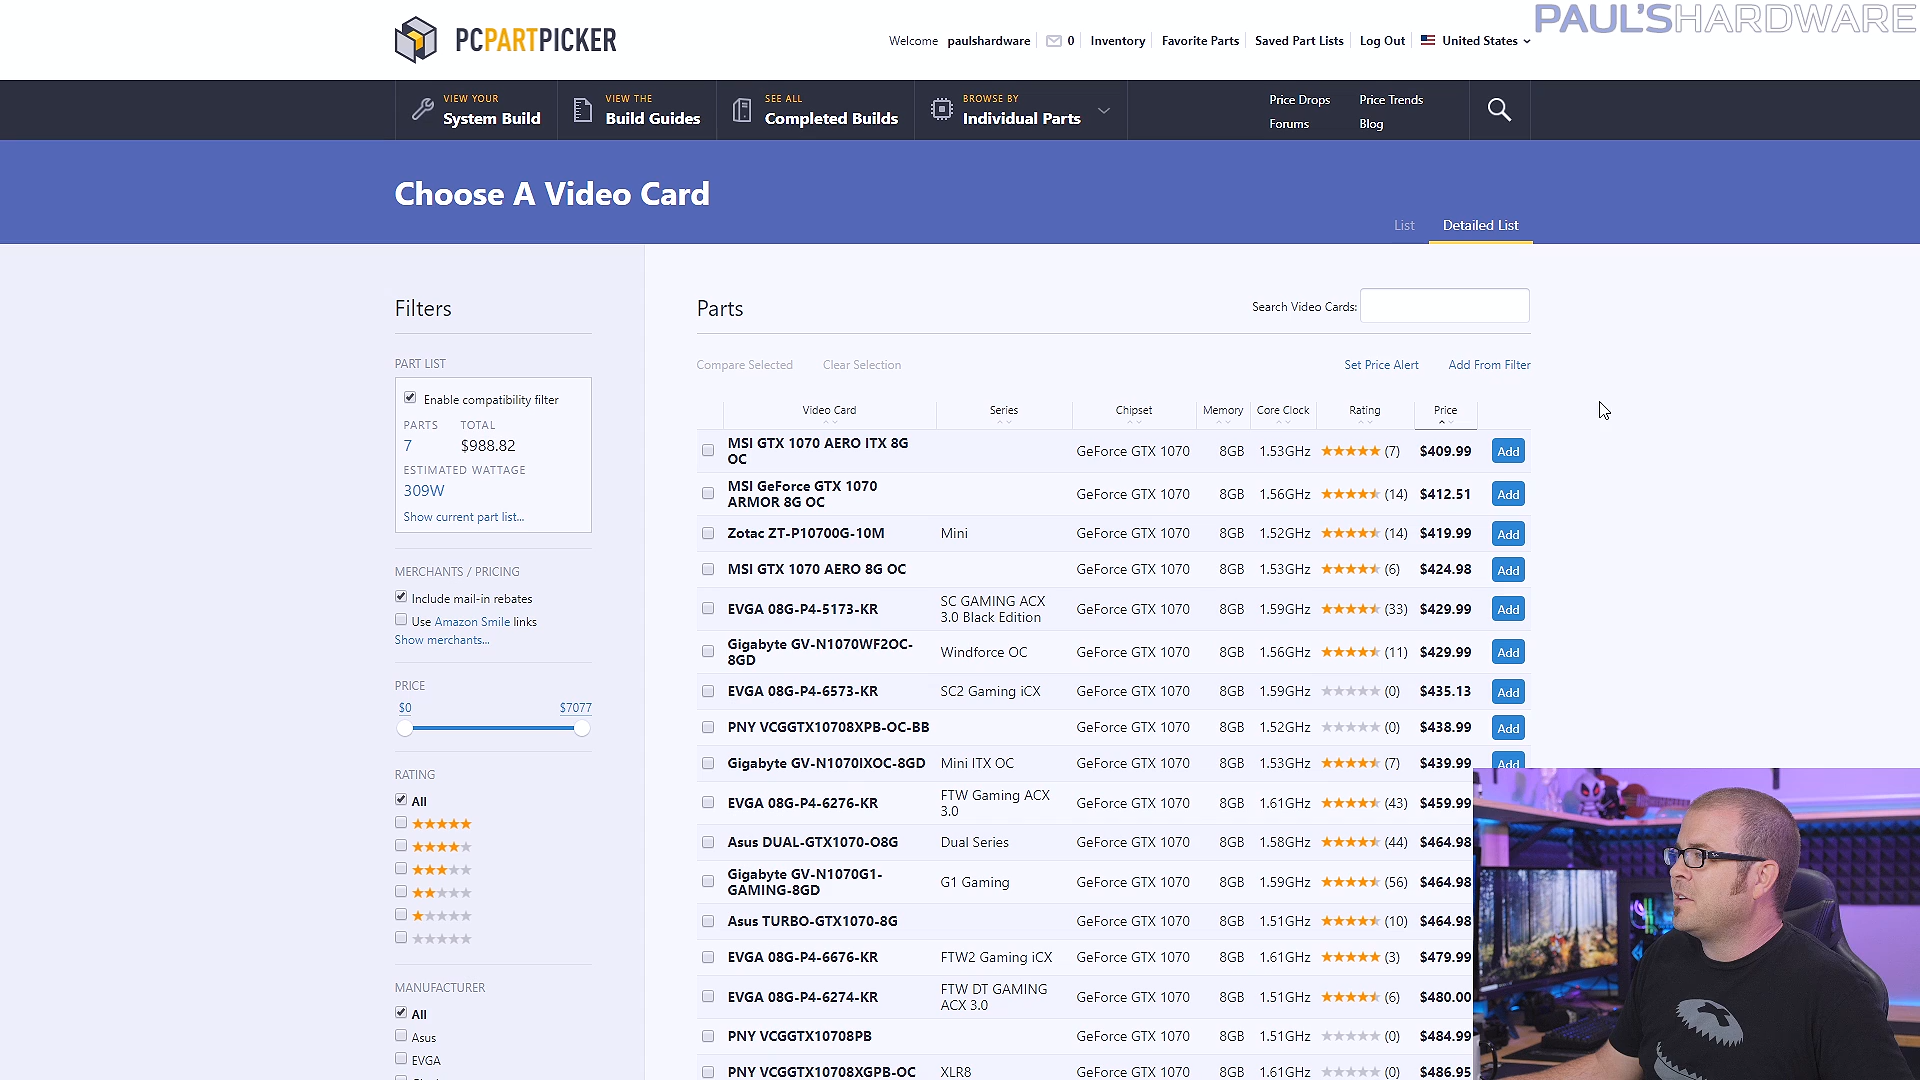 PAUL'SHARDWARE
PCPARTPICKER
Welcome paulshardware 0 Inventory Favorite Parts Saved Part Lists Log Out United States
VIEW YOUR
System Build
VIEW THE
Build Guides
SEE ALL
Completed Builds
BROWSE BY
Individual Parts
Price Drops Price Trends
Forums Blog
Choose A Video Card
List Detailed List
Filters
PART LIST
Enable compatibility filter
PARTS TOTAL
7 $988.82
ESTIMATED WATTAGE
309W
Show current part list...
MERCHANTS / PRICING
Include mail-in rebates
Use Amazon Smile links
Show merchants...
PRICE
$0 $7077
RATING
All
MANUFACTURER
All
Asus
EVGA
Parts
Search Video Cards:
Compare Selected Clear Selection Set Price Alert Add From Filter
Video Card Series Chipset Memory Core Clock Rating Price
MSI GTX 1070 AERO ITX 8G
OC
GeForce GTX 1070 8GB 1.53GHz (7) $409.99 Add
MSI GeForce GTX 1070
ARMOR 8G OC
GeForce GTX 1070 8GB 1.56GHz (14) $412.51 Add
Zotac ZT-P10700G-10M Mini GeForce GTX 1070 8GB 1.52GHz (14) $419.99 Add
MSI GTX 1070 AERO 8G OC GeForce GTX 1070 8GB 1.53GHz (6) $424.98 Add
EVGA 08G-P4-5173-KR
SC GAMING ACX
3.0 Black Edition
GeForce GTX 1070 8GB 1.59GHz (33) $429.99 Add
Gigabyte GV-N1070WF2OC-
8GD
Windforce OC GeForce GTX 1070 8GB 1.56GHz (11) $429.99 Add
EVGA 08G-P4-6573-KR SC2 Gaming iCX GeForce GTX 1070 8GB 1.59GHz (0) $435.13 Add
PNY VCGGTX10708XPB-OC-BB GeForce GTX 1070 8GB 1.52GHz (0) $438.99 Add
Gigabyte GV-N1070IXOC-8GD Mini ITX OC GeForce GTX 1070 8GB 1.53GHz (7) $439.99 Add
EVGA 08G-P4-6276-KR
FTW Gaming ACX
3.0
GeForce GTX 1070 8GB 1.61GHz (43) $459.99
Asus DUAL-GTX1070-O8G Dual Series GeForce GTX 1070 8GB 1.58GHz (44) $464.98
Gigabyte GV-N1070G1-
GAMING-8GD
G1 Gaming GeForce GTX 1070 8GB 1.59GHz (56) $464.98
Asus TURBO-GTX1070-8G GeForce GTX 1070 8GB 1.51GHz (10) $464.98
EVGA 08G-P4-6676-KR FTW2 Gaming iCX GeForce GTX 1070 8GB 1.61GHz (3) $479.99
EVGA 08G-P4-6274-KR
FTW DT GAMING
ACX 3.0
GeForce GTX 1070 8GB 1.51GHz (6) $480.00
PNY VCGGTX10708PB GeForce GTX 1070 8GB 1.51GHz (0) $484.99
PNY VCGGTX10708XGPB-OC XLR8 GeForce GTX 1070 8GB 1.61GHz (0) $486.95